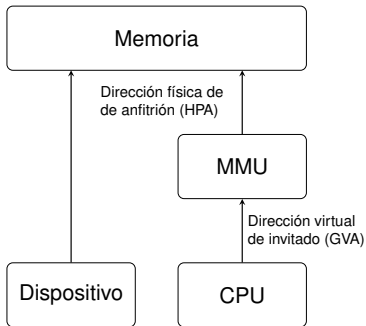 Memoria
Dirección física de
de anfitrión (HPA)
MMU
Dirección virtual
de invitado (GVA)
Dispositivo
CPU